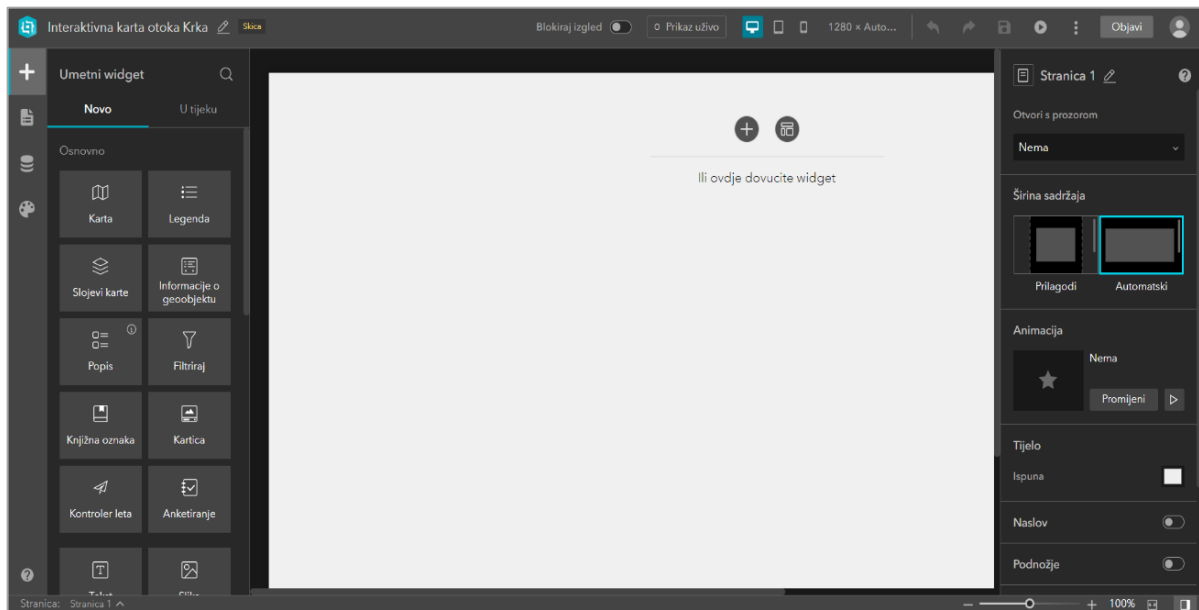 Interaktivna karta otoka Krka
Skica
Blokiraj izgled
Prikaz uživo
1280 × Auto...
Objavi
Umetni widget
Novo
U tijeku
Osnovno
Karta
Legenda
Slojevi karte
Informacije o
geoobjektu
Popis
Filtriraj
Knjižna oznaka
Kartica
Kontroler leta
Anketiranje
Ili ovdje dovucite widget
Stranica 1
Otvori s prozorom
Nema
Širina sadržaja
Prilagodi
Automatski
Animacija
Nema
Promijeni
Tijelo
Ispuna
Naslov
Podnožje
Stranica:
Stranica 1
100%